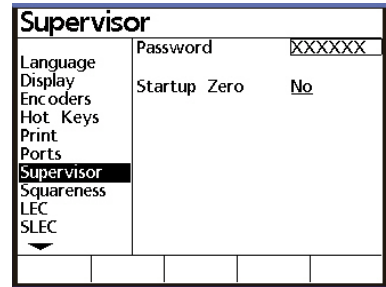 Supervisor
Password XXXXXX
Startup Zero No
Language
Display
Encoders
Hot Keys
Print
Ports
Supervisor
Squareness
LEC
SLEC